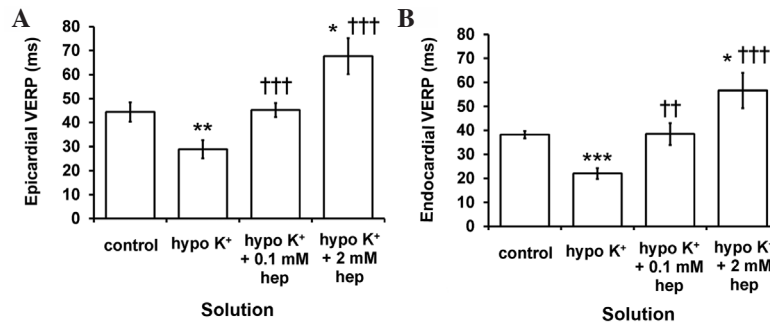 A
Epicardial VERP (ms)
80
70
60
50
40
30
20
10
0
**
†††
* †††
control
hypo K⁺
hypo K⁺
+ 0.1 mM
hep
hypo K⁺
+ 2 mM
hep
Solution
B
Endocardial VERP (ms)
80
70
60
50
40
30
20
10
0
***
††
* †††
control
hypo K⁺
hypo K⁺
+ 0.1 mM
hep
hypo K⁺
+ 2 mM
hep
Solution